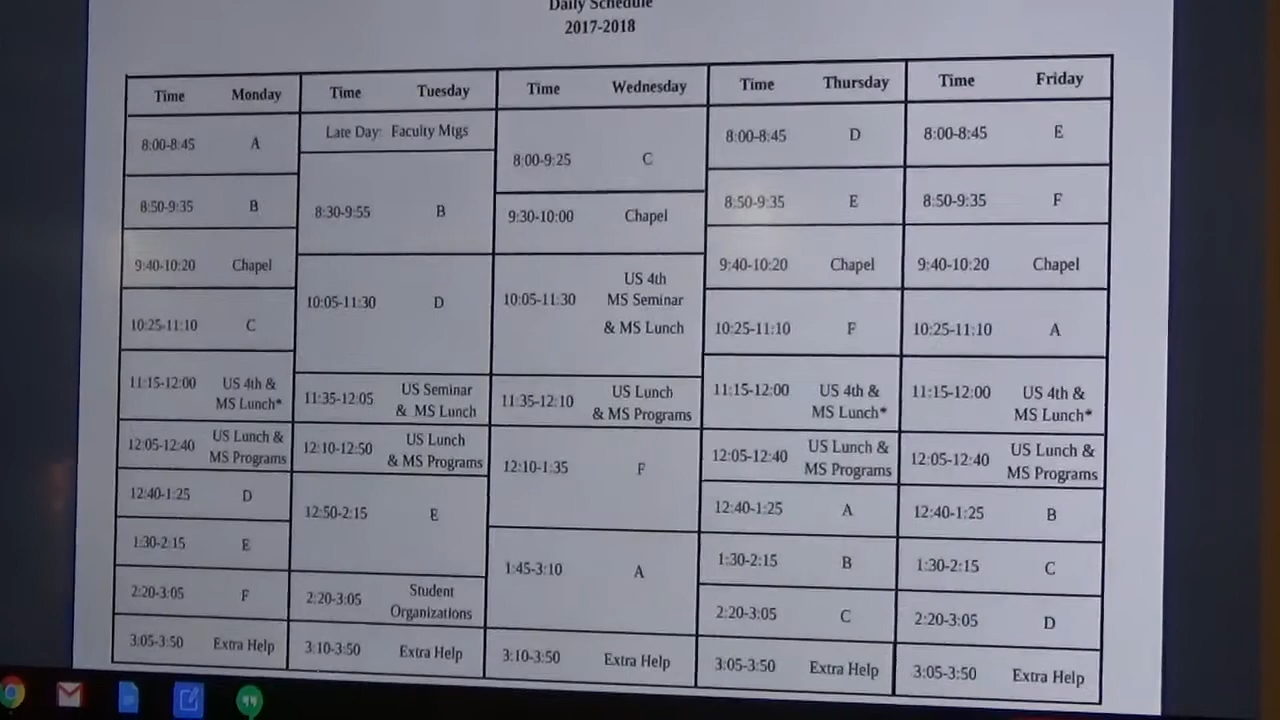 Daily Schedule
2017-2018
Time Monday
8:00-8:45 A
8:50-9:35 B
9:40-10:20 Chapel
10:25-11:10 C
11:15-12:00 US 4th &
MS Lunch*
12:05-12:40 US Lunch &
MS Programs
12:40-1:25 D
1:30-2:15 E
2:20-3:05 F
3:05-3:50 Extra Help
Time Tuesday
Late Day: Faculty Mtgs
8:30-9:55 B
10:05-11:30 D
11:35-12:05 US Seminar
& MS Lunch
12:10-12:50 US Lunch
& MS Programs
12:50-2:15 E
2:20-3:05 Student
Organizations
3:10-3:50 Extra Help
Time Wednesday
8:00-9:25 C
9:30-10:00 Chapel
10:05-11:30 US 4th
MS Seminar
& MS Lunch
11:35-12:10 US Lunch
& MS Programs
12:10-1:35 F
1:45-3:10 A
3:10-3:50 Extra Help
Time Thursday
8:00-8:45 D
8:50-9:35 E
9:40-10:20 Chapel
10:25-11:10 F
11:15-12:00 US 4th &
MS Lunch*
12:05-12:40 US Lunch &
MS Programs
12:40-1:25 A
1:30-2:15 B
2:20-3:05 C
3:05-3:50 Extra Help
Time Friday
8:00-8:45 E
8:50-9:35 F
9:40-10:20 Chapel
10:25-11:10 A
11:15-12:00 US 4th &
MS Lunch*
12:05-12:40 US Lunch &
MS Programs
12:40-1:25 B
1:30-2:15 C
2:20-3:05 D
3:05-3:50 Extra Help